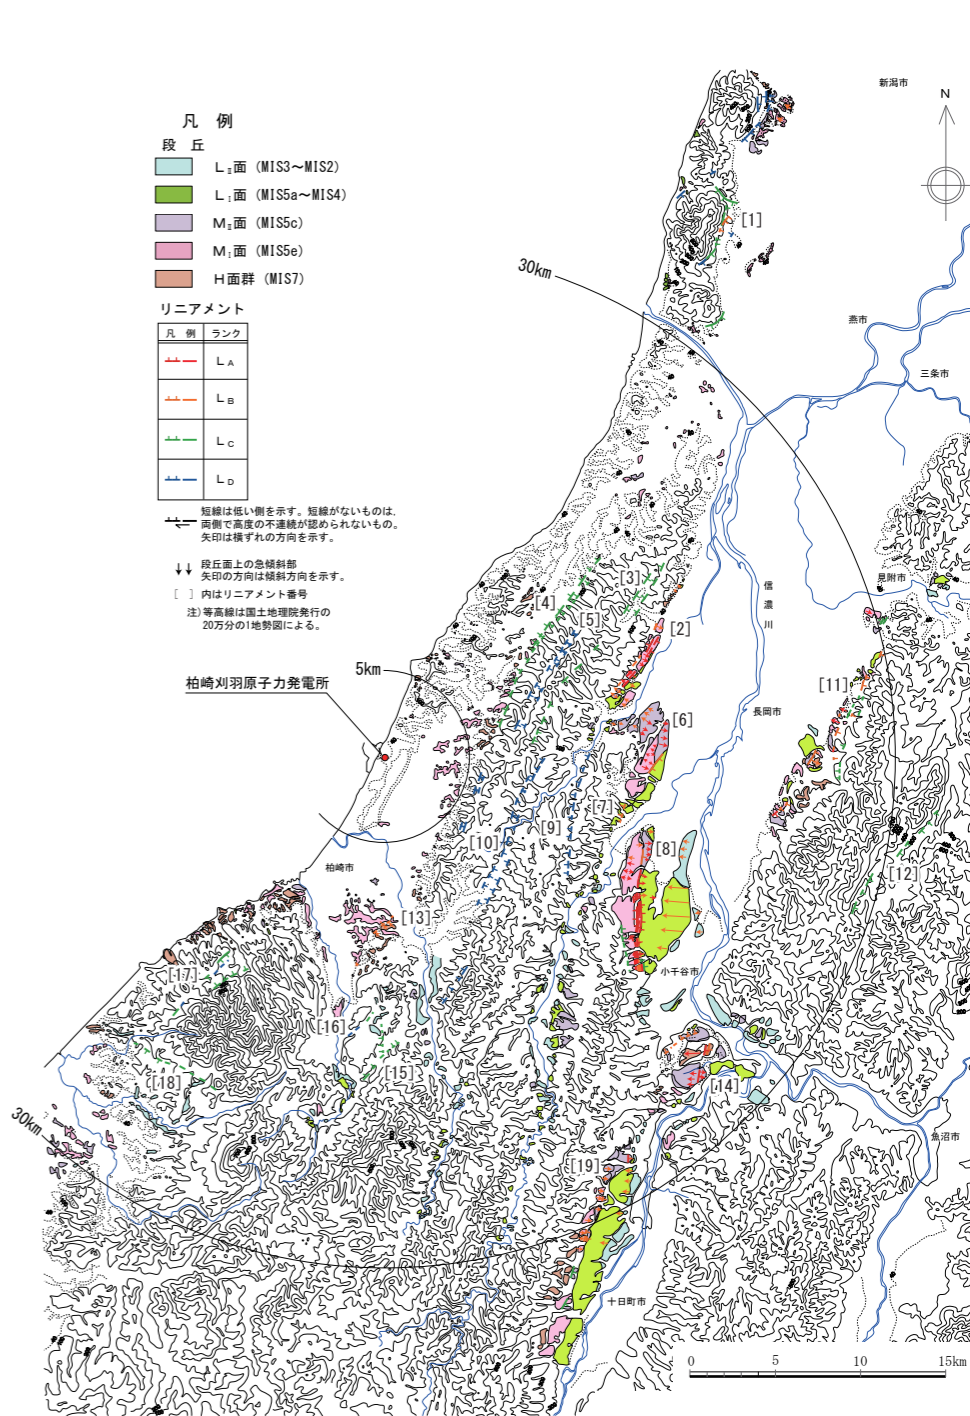 凡 例
段 丘
LⅡ面 (MIS3～MIS2)
LⅠ面 (MIS5a～MIS4)
MⅡ面 (MIS5c)
MⅠ面 (MIS5e)
H面群 (MIS7)
リニアメント
凡 例 ランク
LA
LB
LC
LD
短線は低い側を示す。短線がないものは,
両側で高度の不連続が認められないもの。
矢印は横ずれの方向を示す。
段丘面上の急傾斜部
矢印の方向は傾斜方向を示す。
[ ] 内はリニアメント番号
注)等高線は国土地理院発行の
20万分の1地勢図による。
新潟市
N
[1]
30km
燕市
三条市
見附市
信濃川
[3]
[4]
[5]
[2]
5km
柏崎刈羽原子力発電所
[11]
[6]
長岡市
[7]
[9]
[10]
[8]
柏崎市
[12]
[13]
[17]
小千谷市
[16]
[15]
[18]
[14]
30km
魚沼市
[19]
十日町市
0 5 10 15km